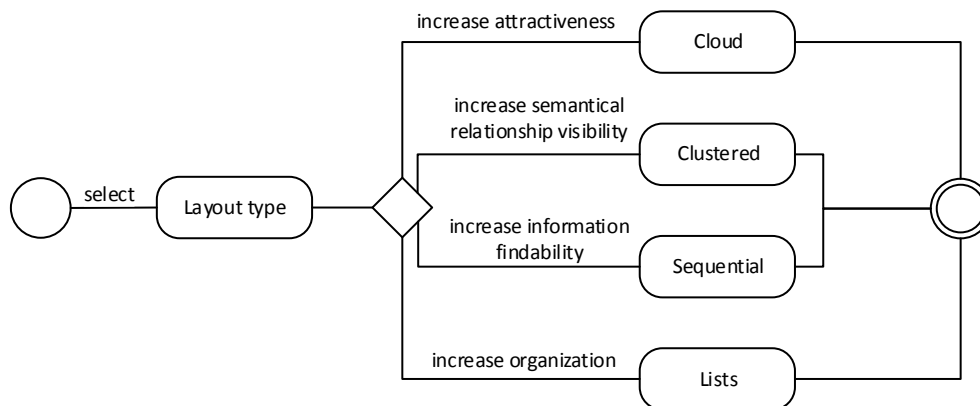 increase attractiveness
Cloud
increase semantical
relationship visibility
Clustered
select
Layout type
increase information
findability
Sequential
increase organization
Lists